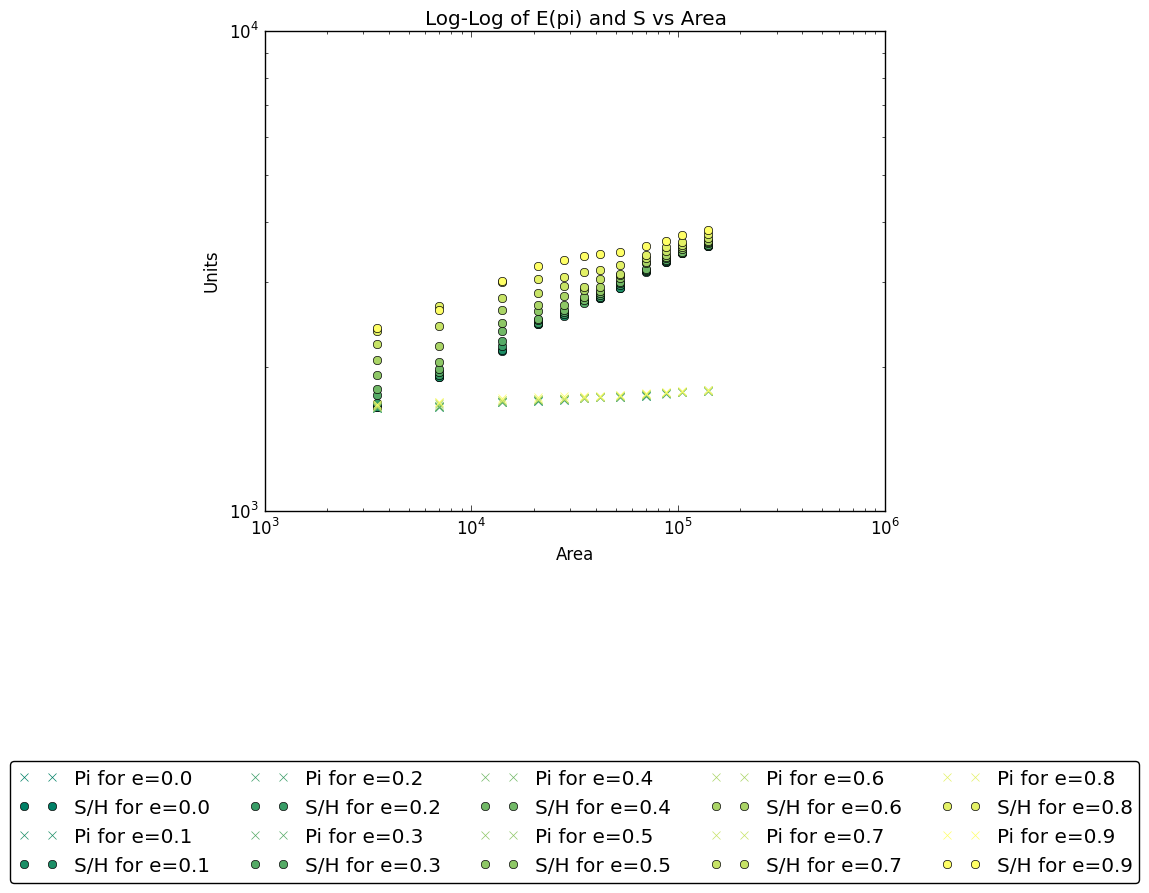 Log-Log of E(pi) and S vs Area
10^4
Units
10^3
10^3 10^4 10^5 10^6
Area
Pi for e=0.0 Pi for e=0.2 Pi for e=0.4 Pi for e=0.6 Pi for e=0.8
S/H for e=0.0 S/H for e=0.2 S/H for e=0.4 S/H for e=0.6 S/H for e=0.8
Pi for e=0.1 Pi for e=0.3 Pi for e=0.5 Pi for e=0.7 Pi for e=0.9
S/H for e=0.1 S/H for e=0.3 S/H for e=0.5 S/H for e=0.7 S/H for e=0.9